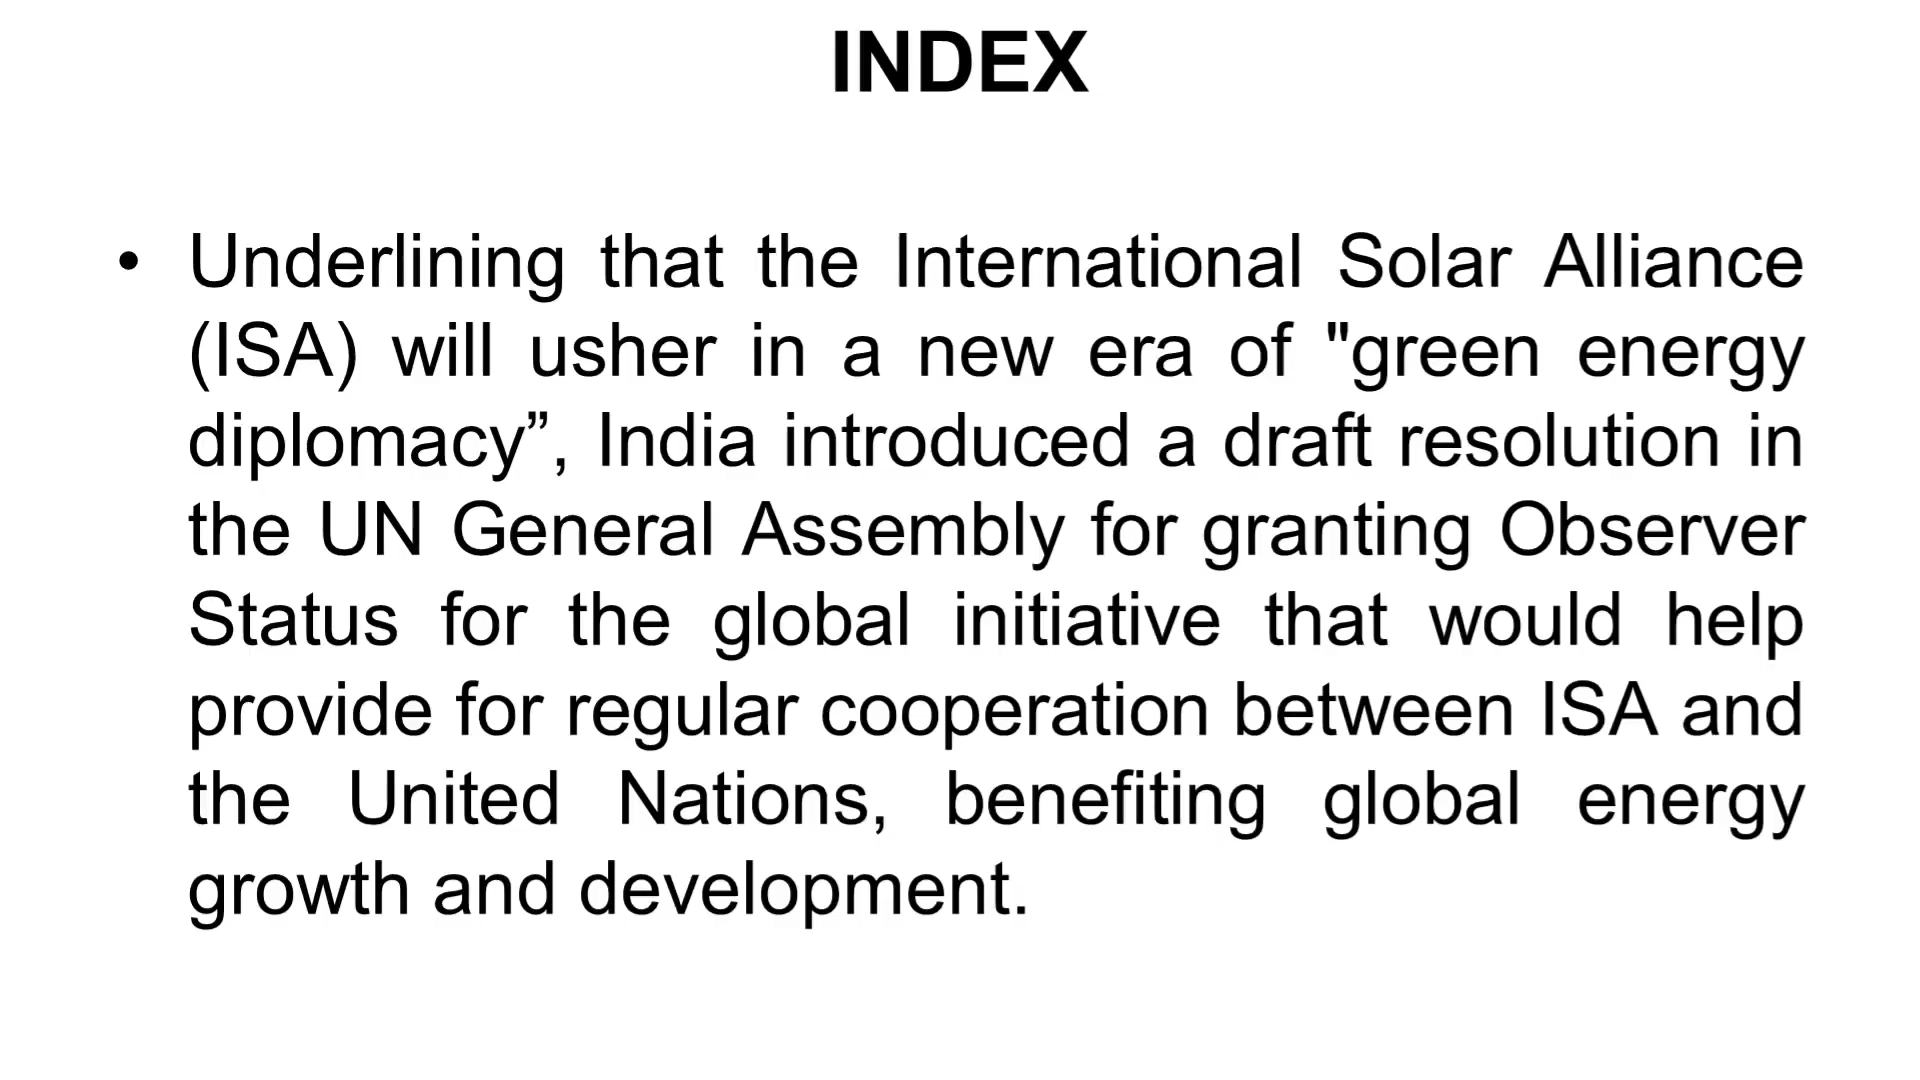 INDEX
• Underlining that the International Solar Alliance
(ISA) will usher in a new era of "green energy
diplomacy”, India introduced a draft resolution in
the UN General Assembly for granting Observer
Status for the global initiative that would help
provide for regular cooperation between ISA and
the United Nations, benefiting global energy
growth and development.